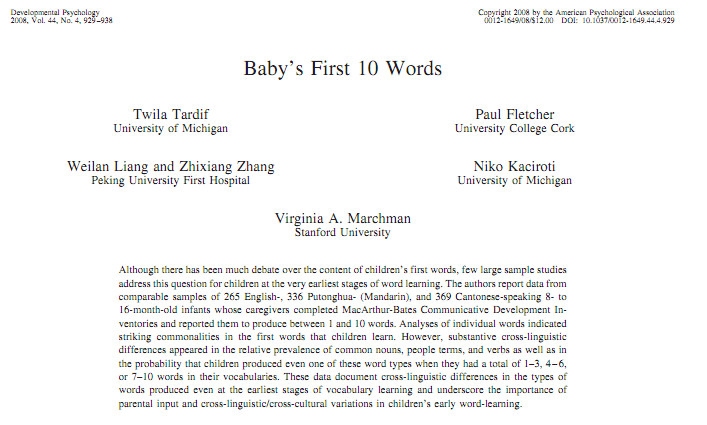 Developmental Psychology
2008, Vol. 44, No. 4, 929–938
Copyright 2008 by the American Psychological Association
0012-1649/08/$12.00 DOI: 10.1037/0012-1649.44.4.929
Baby's First 10 Words
Twila Tardif
University of Michigan
Paul Fletcher
University College Cork
Weilan Liang and Zhixiang Zhang
Peking University First Hospital
Niko Kaciroti
University of Michigan
Virginia A. Marchman
Stanford University
Although there has been much debate over the content of children's first words, few large sample studies
address this question for children at the very earliest stages of word learning. The authors report data from
comparable samples of 265 English-, 336 Putonghua- (Mandarin), and 369 Cantonese-speaking 8- to
16-month-old infants whose caregivers completed MacArthur-Bates Communicative Development In-
ventories and reported them to produce between 1 and 10 words. Analyses of individual words indicated
striking commonalities in the first words that children learn. However, substantive cross-linguistic
differences appeared in the relative prevalence of common nouns, people terms, and verbs as well as in
the probability that children produced even one of these word types when they had a total of 1–3, 4–6,
or 7–10 words in their vocabularies. These data document cross-linguistic differences in the types of
words produced even at the earliest stages of vocabulary learning and underscore the importance of
parental input and cross-linguistic/cross-cultural variations in children's early word-learning.